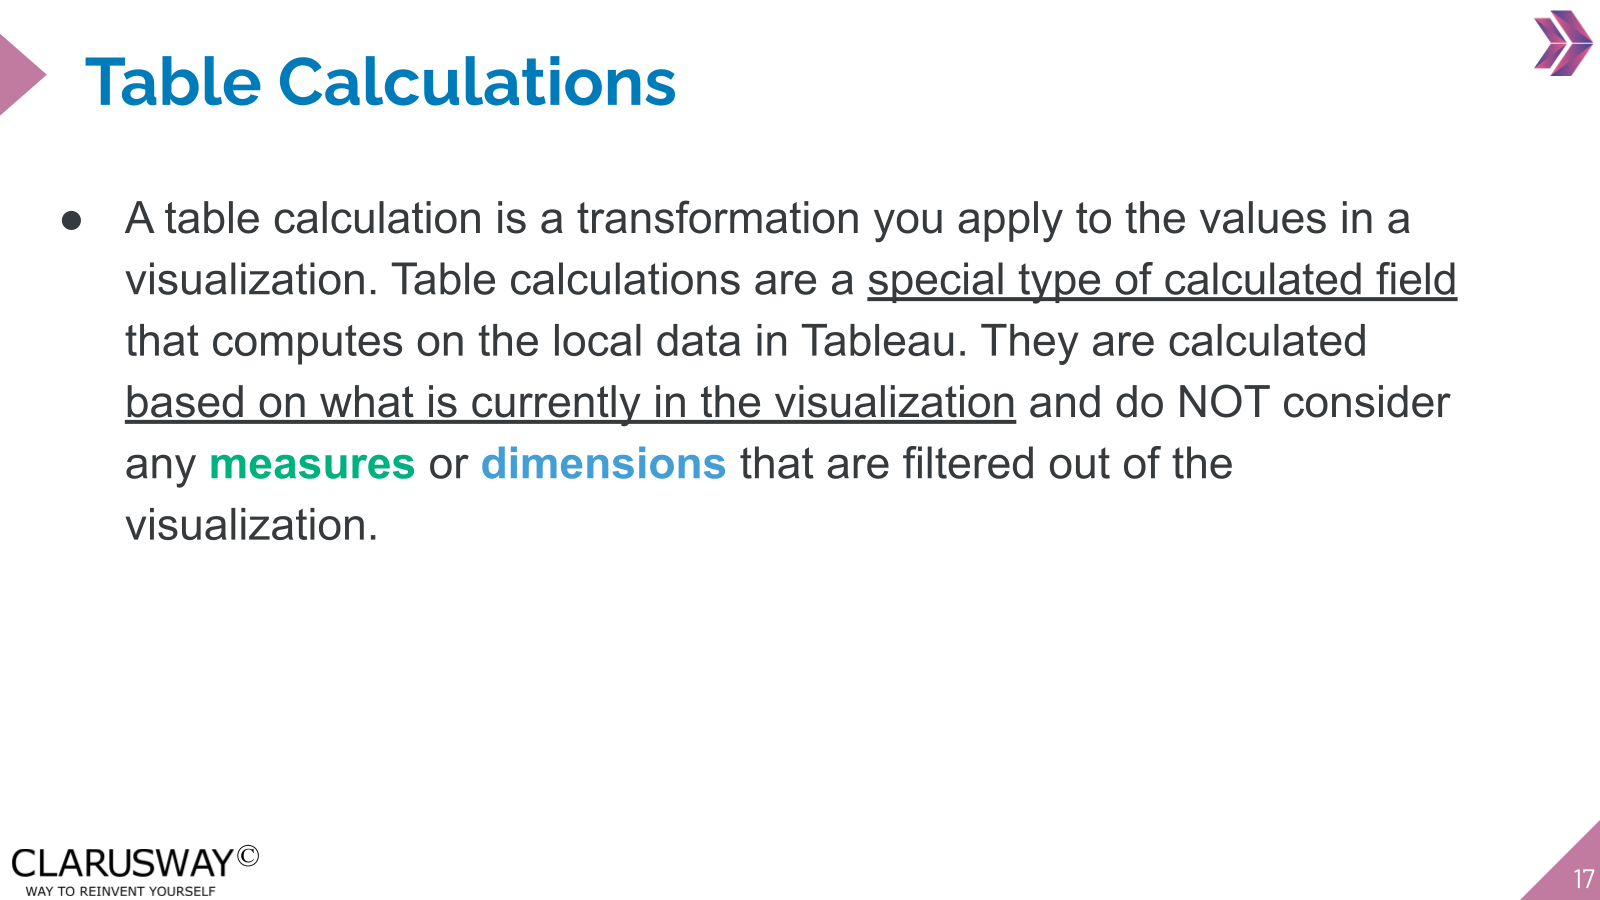 Table Calculations
● A table calculation is a transformation you apply to the values in a
visualization. Table calculations are a special type of calculated field
that computes on the local data in Tableau. They are calculated
based on what is currently in the visualization and do NOT consider
any measures or dimensions that are filtered out of the
visualization.
CLARUSWAY©
WAY TO REINVENT YOURSELF
17